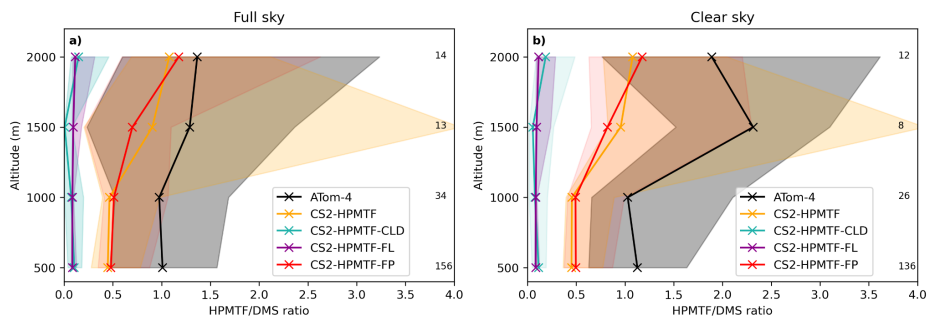 Full sky
a)
2000
1500
1000
500
Altitude (m)
14
13
34
156
ATom-4
CS2-HPMTF
CS2-HPMTF-CLD
CS2-HPMTF-FL
CS2-HPMTF-FP
0.0 0.5 1.0 1.5 2.0 2.5 3.0 3.5 4.0
HPMTF/DMS ratio
Clear sky
b)
2000
1500
1000
500
Altitude (m)
12
8
26
136
ATom-4
CS2-HPMTF
CS2-HPMTF-CLD
CS2-HPMTF-FL
CS2-HPMTF-FP
0.0 0.5 1.0 1.5 2.0 2.5 3.0 3.5 4.0
HPMTF/DMS ratio